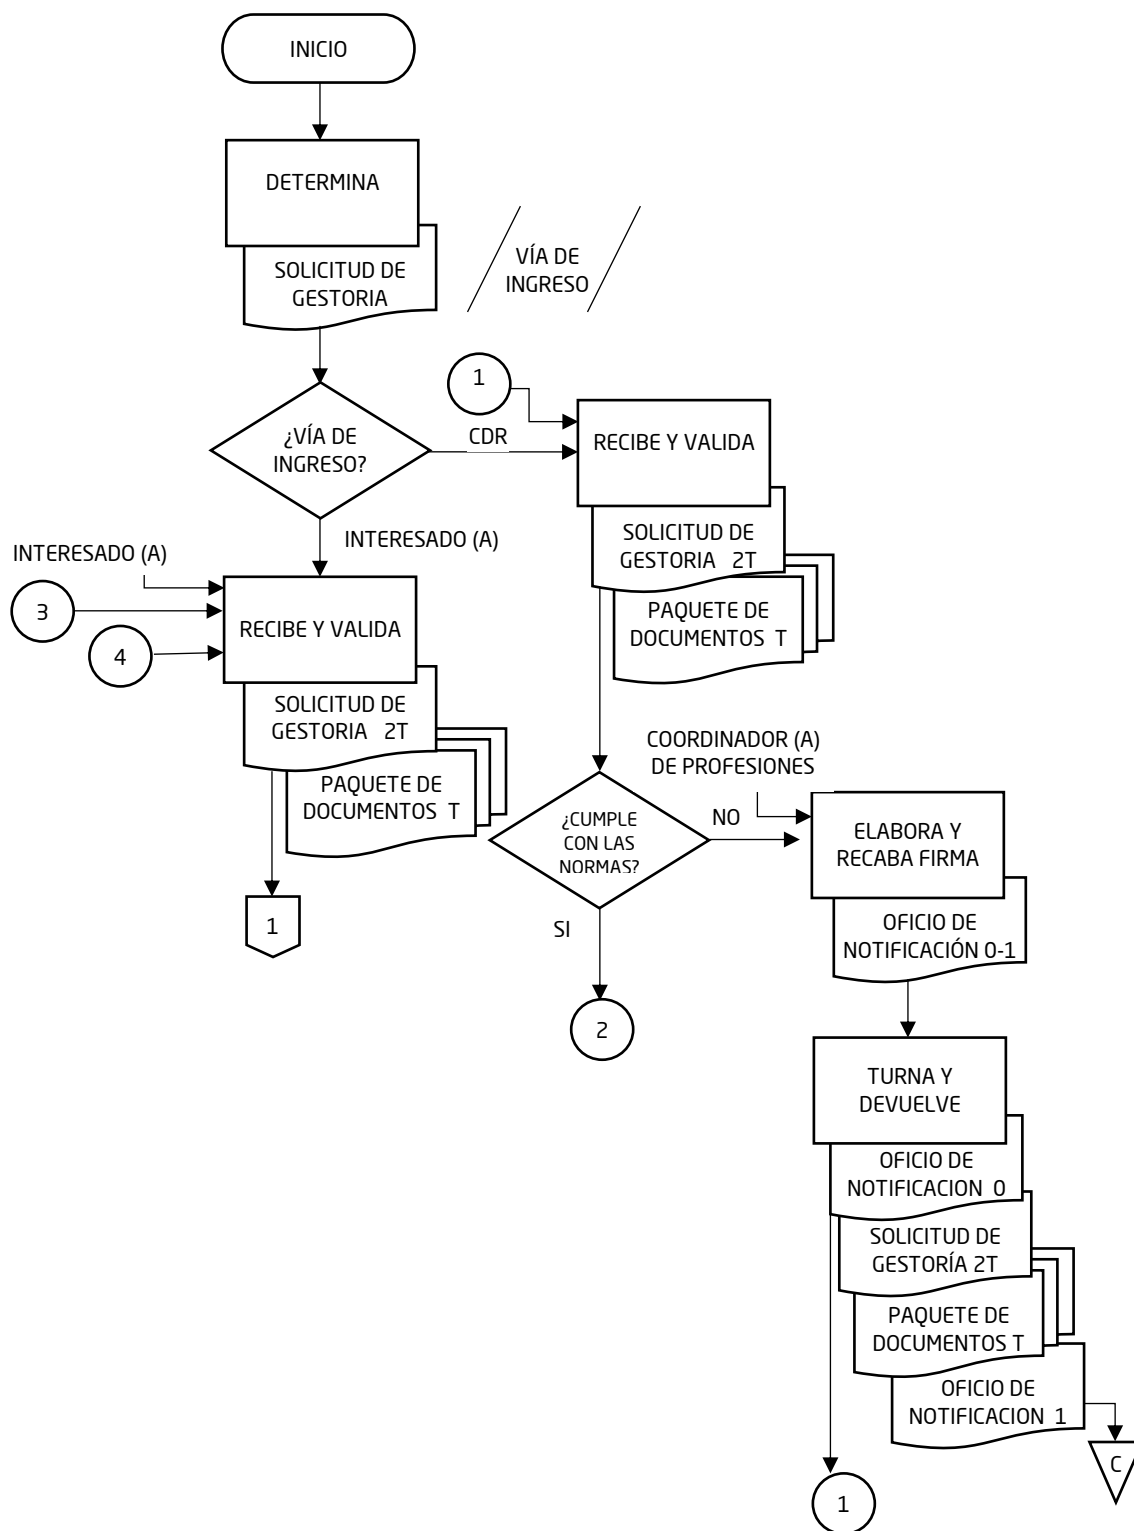 INICIO
DETERMINA
SOLICITUD DE
GESTORIA
VÍA DE
INGRESO
¿VÍA DE
INGRESO?
CDR
1
RECIBE Y VALIDA
SOLICITUD DE
GESTORIA 2T
PAQUETE DE
DOCUMENTOS T
INTERESADO (A)
INTERESADO (A)
3
4
RECIBE Y VALIDA
SOLICITUD DE
GESTORIA 2T
PAQUETE DE
DOCUMENTOS T
1
¿CUMPLE
CON LAS
NORMAS?
SI
2
NO
COORDINADOR (A)
DE PROFESIONES
ELABORA Y
RECABA FIRMA
OFICIO DE
NOTIFICACIÓN 0-1
TURNA Y
DEVUELVE
OFICIO DE
NOTIFICACION 0
SOLICITUD DE
GESTORÍA 2T
PAQUETE DE
DOCUMENTOS T
OFICIO DE
NOTIFICACION 1
C
1